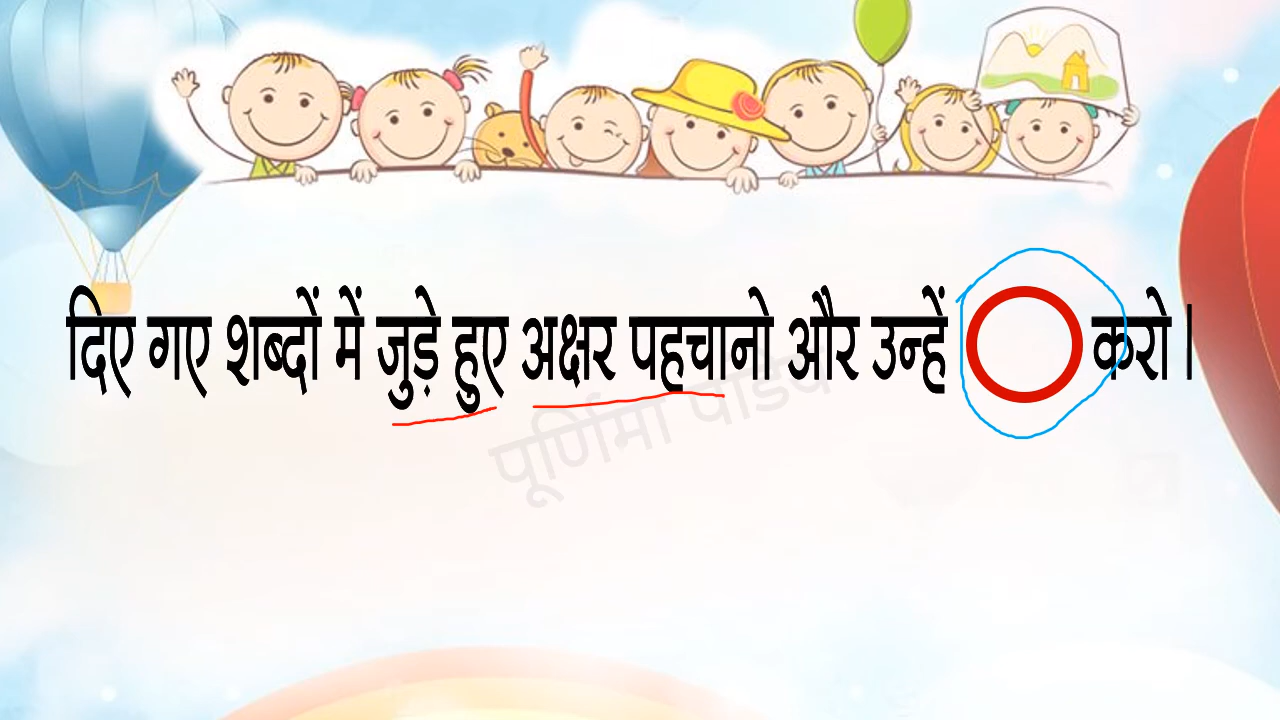 दिए गए शब्दों में जुड़े हुए अक्षर पहचानो और उन्हें करो |
पूर्णिमा पांडेय